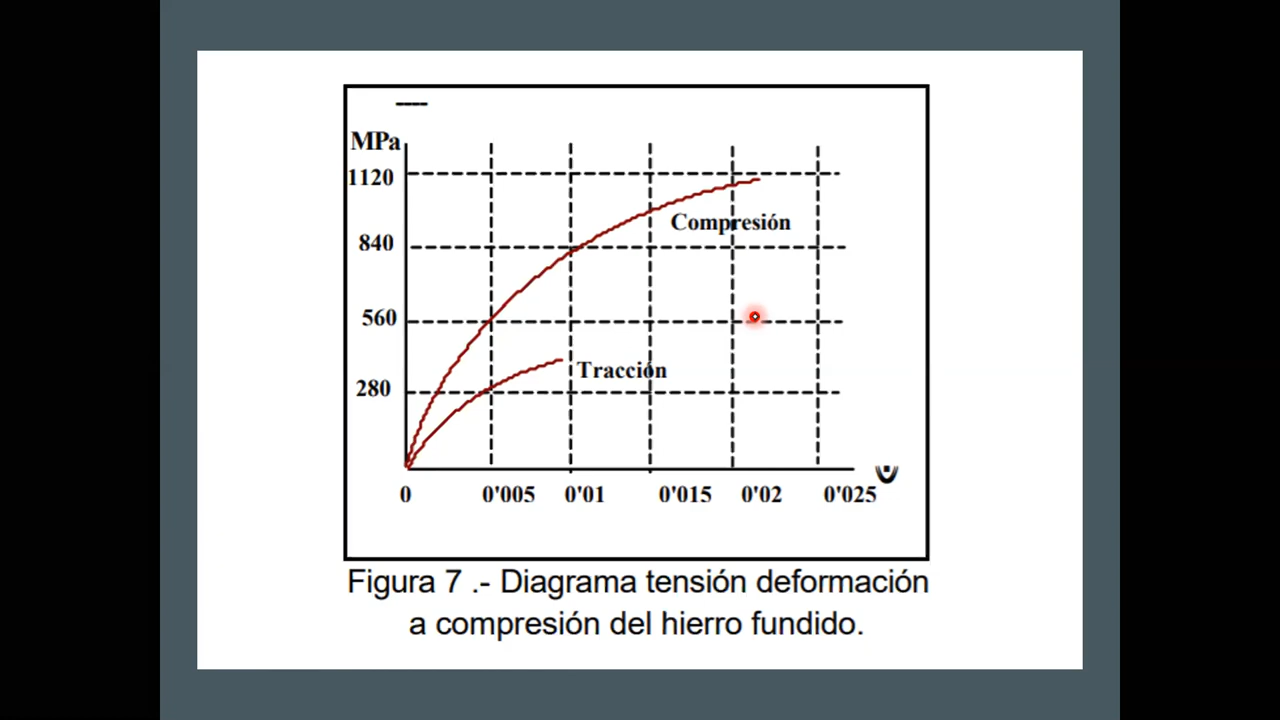 MPa
1120
840
560
280
Compresión
Tracción
0 0'005 0'01 0'015 0'02 0'025
Figura 7 .- Diagrama tensión deformación
a compresión del hierro fundido.